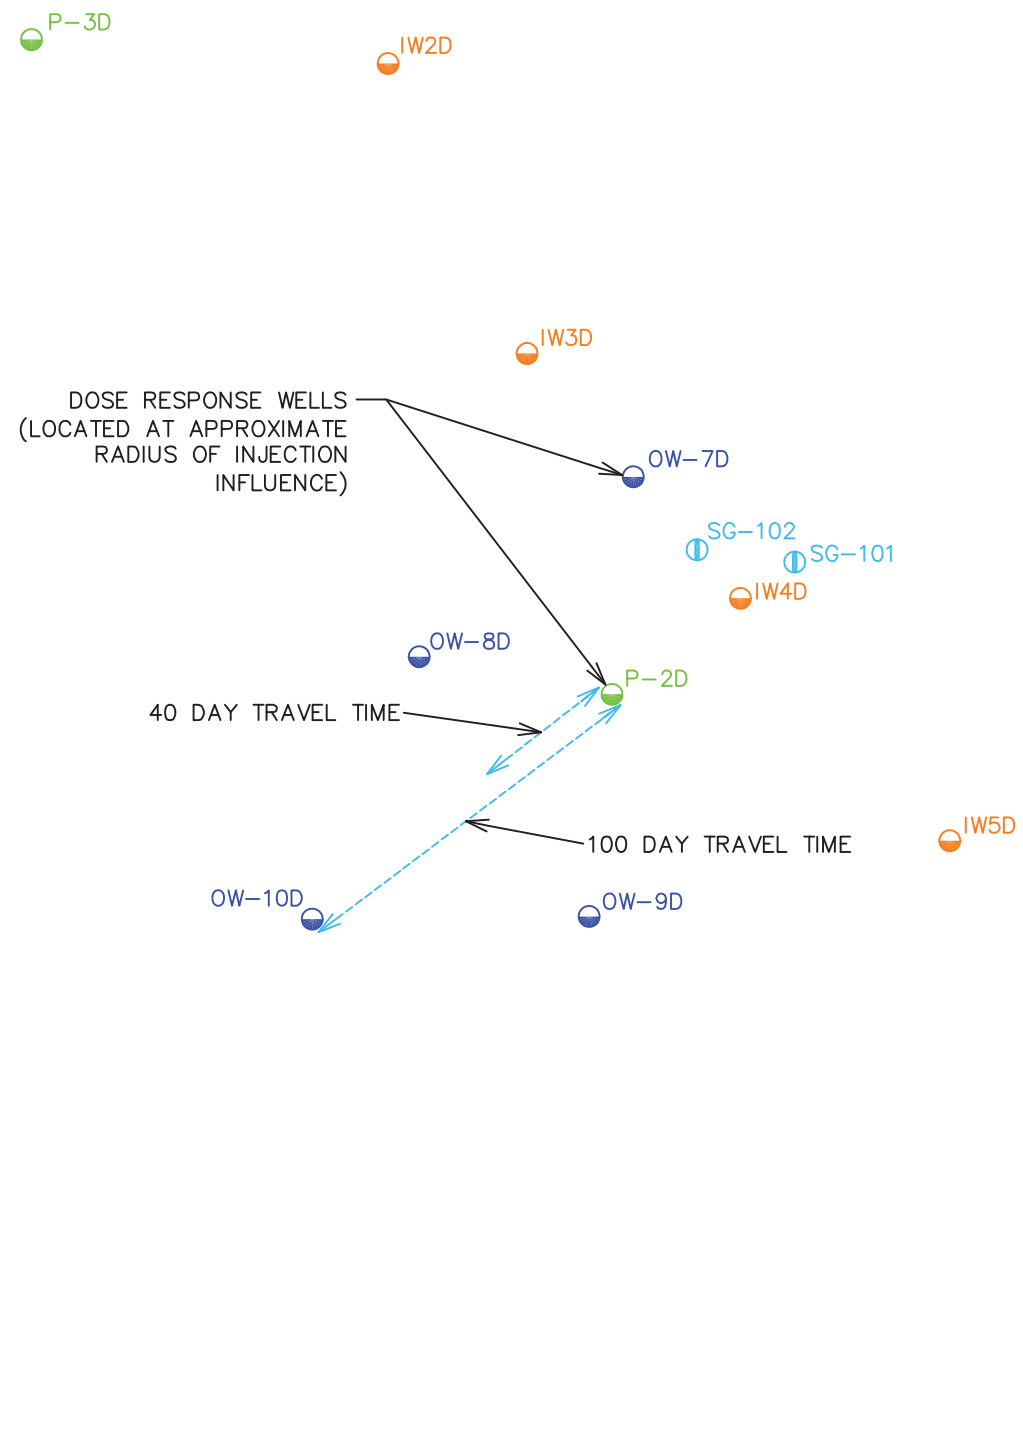 P-3D
IW2D
IW3D
DOSE RESPONSE WELLS
(LOCATED AT APPROXIMATE
RADIUS OF INJECTION
INFLUENCE)
OW-7D
SG-102
SG-101
IW4D
OW-8D
P-2D
40 DAY TRAVEL TIME
IW5D
100 DAY TRAVEL TIME
OW-10D
OW-9D